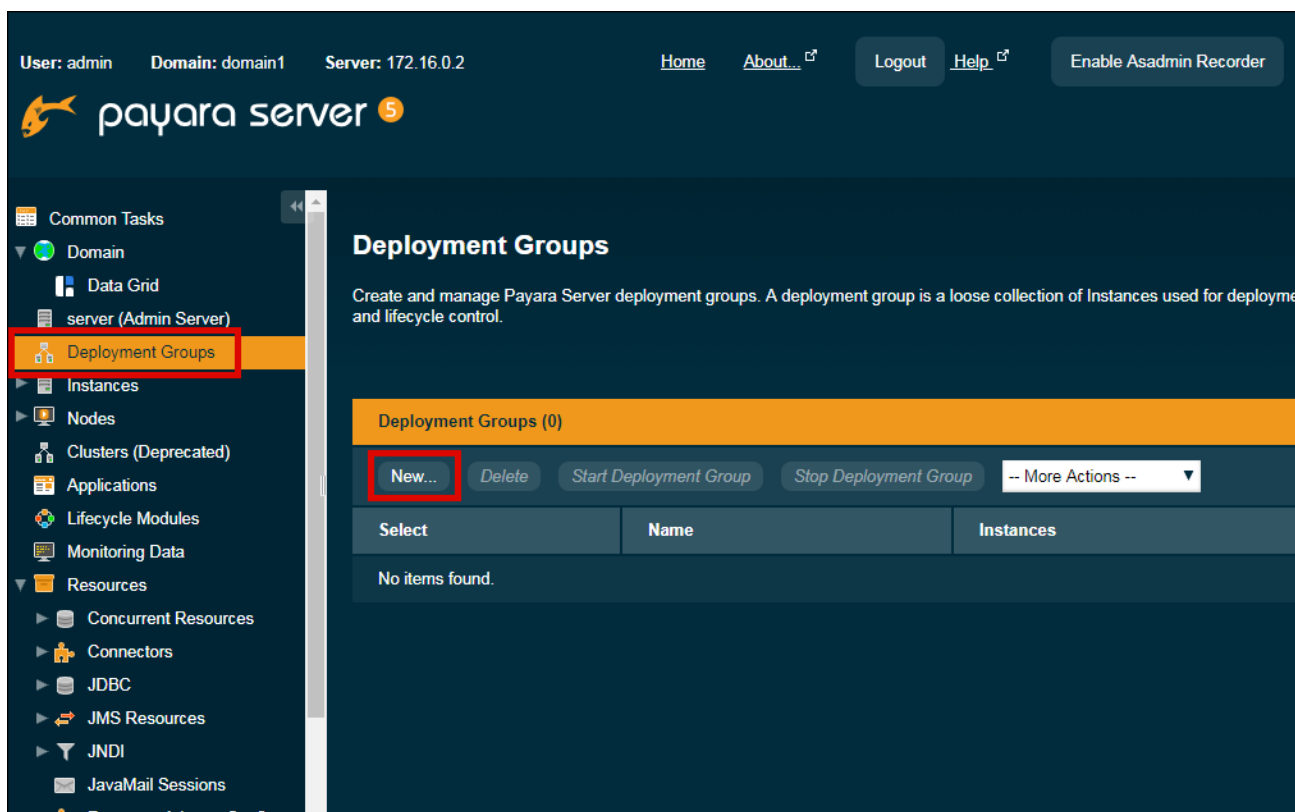 User: admin Domain: domain1 Server: 172.16.0.2 Home About... Logout Help Enable Asadmin Recorder
payara server 5
Common Tasks
Domain
Data Grid
server (Admin Server)
Deployment Groups
Instances
Nodes
Clusters (Deprecated)
Applications
Lifecycle Modules
Monitoring Data
Resources
Concurrent Resources
Connectors
JDBC
JMS Resources
JNDI
JavaMail Sessions
Deployment Groups
Create and manage Payara Server deployment groups. A deployment group is a loose collection of Instances used for deployme
and lifecycle control.
Deployment Groups (0)
New... Delete Start Deployment Group Stop Deployment Group -- More Actions --
Select Name Instances
No items found.